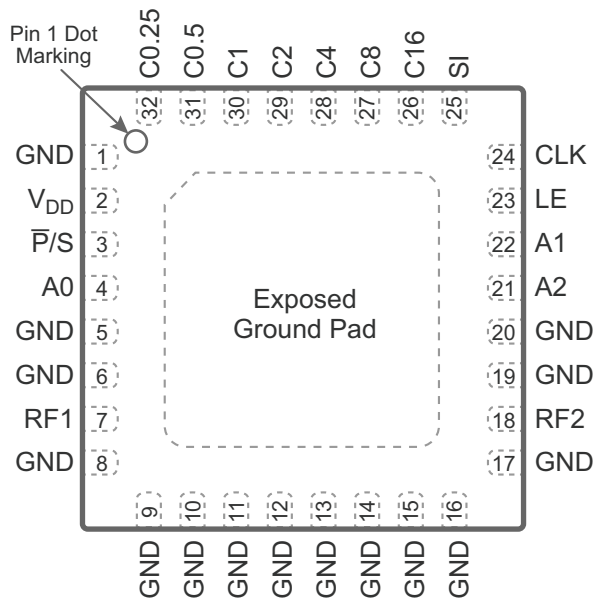 Pin 1 Dot
Marking
C0.25 C0.5 C1 C2 C4 C8 C16 SI
32 31 30 29 28 27 26 25
GND 1 24 CLK
V_DD 2 23 LE
P̅/S 3 22 A1
A0 4 21 A2
GND 5 20 GND
GND 6 19 GND
RF1 7 18 RF2
GND 8 17 GND
Exposed
Ground Pad
9 10 11 12 13 14 15 16
GND GND GND GND GND GND GND GND